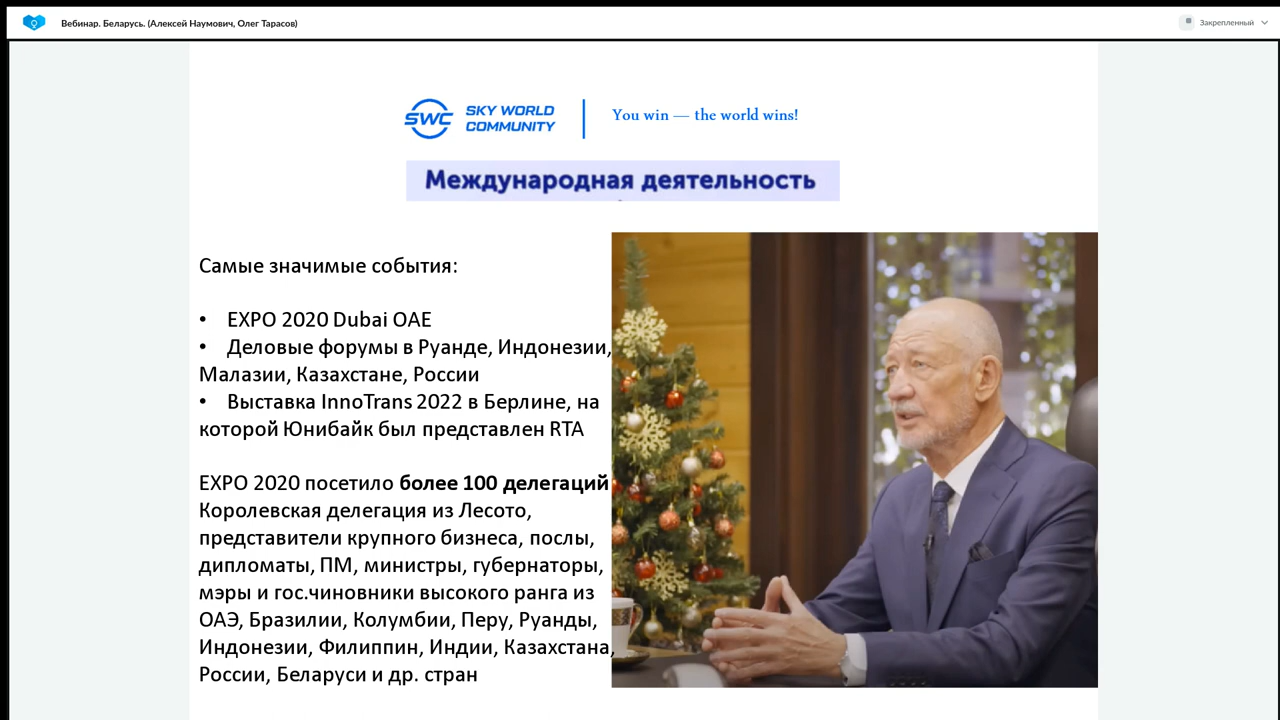 Вебинар. Беларусь. (Алексей Наумович, Олег Тарасов)
Закрепленный
SWC
SKY WORLD
COMMUNITY
You win — the world wins!
Международная деятельность
Самые значимые события:
• EXPO 2020 Dubai ОАЕ
• Деловые форумы в Руанде, Индонезии,
Малазии, Казахстане, России
• Выставка InnoTrans 2022 в Берлине, на
которой Юнибайк был представлен RTA
EXPO 2020 посетило более 100 делегаций
Королевская делегация из Лесото,
представители крупного бизнеса, послы,
дипломаты, ПМ, министры, губернаторы,
мэры и гос.чиновники высокого ранга из
ОАЭ, Бразилии, Колумбии, Перу, Руанды,
Индонезии, Филиппин, Индии, Казахстана,
России, Беларуси и др. стран